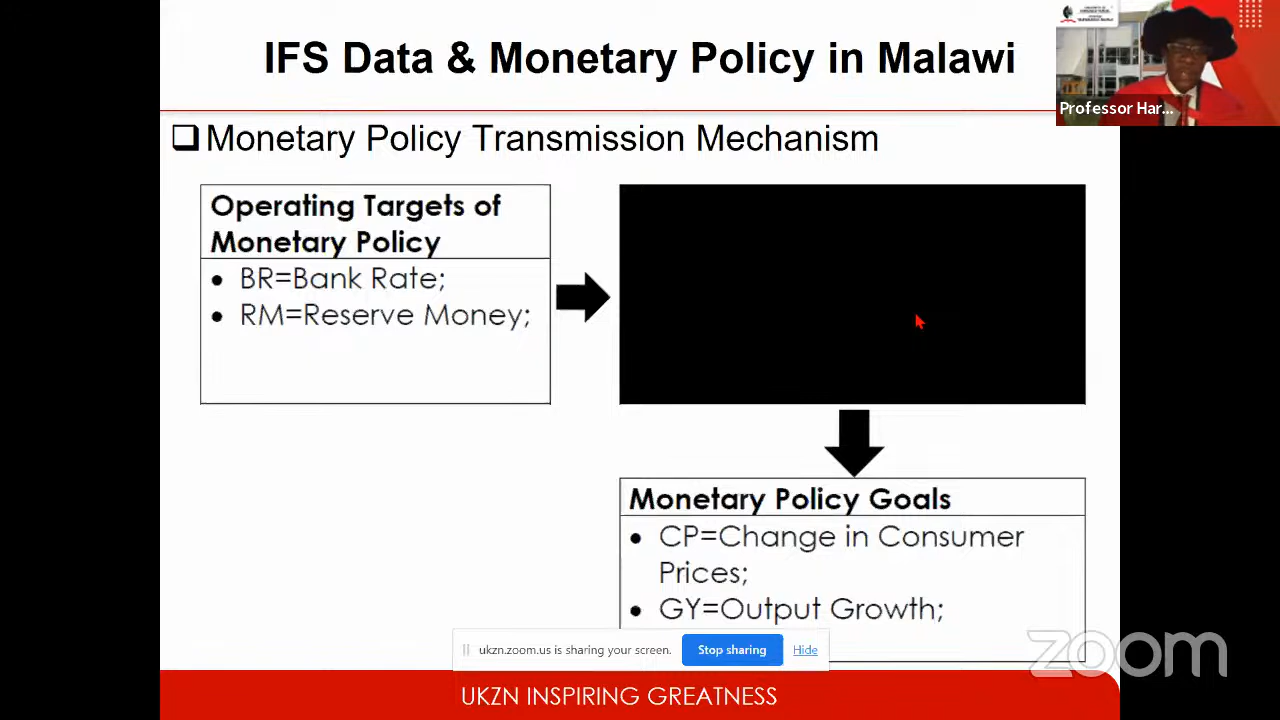 IFS Data & Monetary Policy in Malawi
Professor Har...
❑ Monetary Policy Transmission Mechanism
Operating Targets of
Monetary Policy
• BR=Bank Rate;
• RM=Reserve Money;
Monetary Policy Goals
• CP=Change in Consumer
Prices;
• GY=Output Growth;
ukzn.zoom.us is sharing your screen.
Stop sharing
Hide
zoom
UKZN INSPIRING GREATNESS